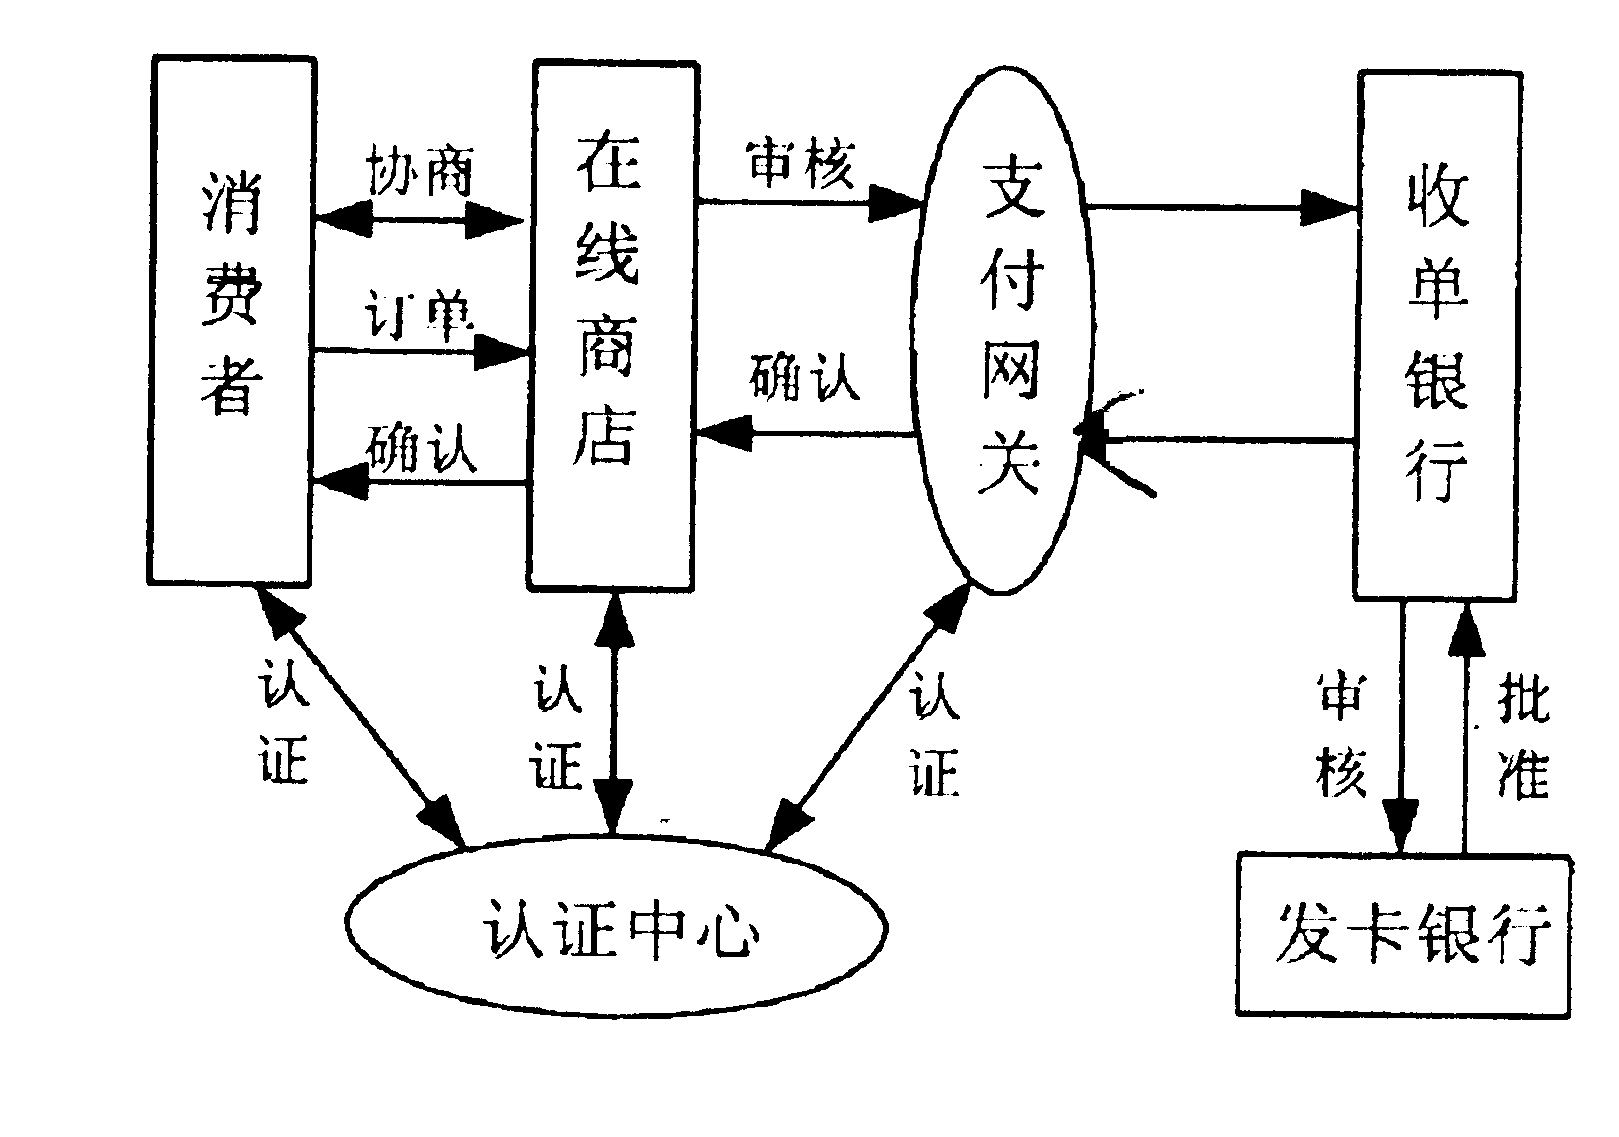 消费者
协商
订单
确认
在线商店
审核
确认
支付网关
收单银行
认证
认证
认证
审核
批准
认证中心
发卡银行